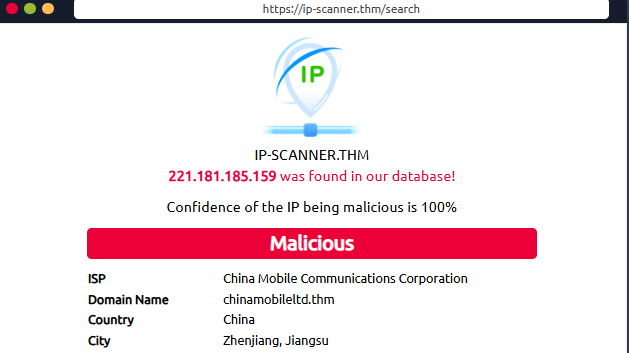 https://ip-scanner.thm/search
IP
IP-SCANNER.THM
221.181.185.159 was found in our database!
Confidence of the IP being malicious is 100%
Malicious
ISP China Mobile Communications Corporation
Domain Name chinamobileltd.thm
Country China
City Zhenjiang, Jiangsu